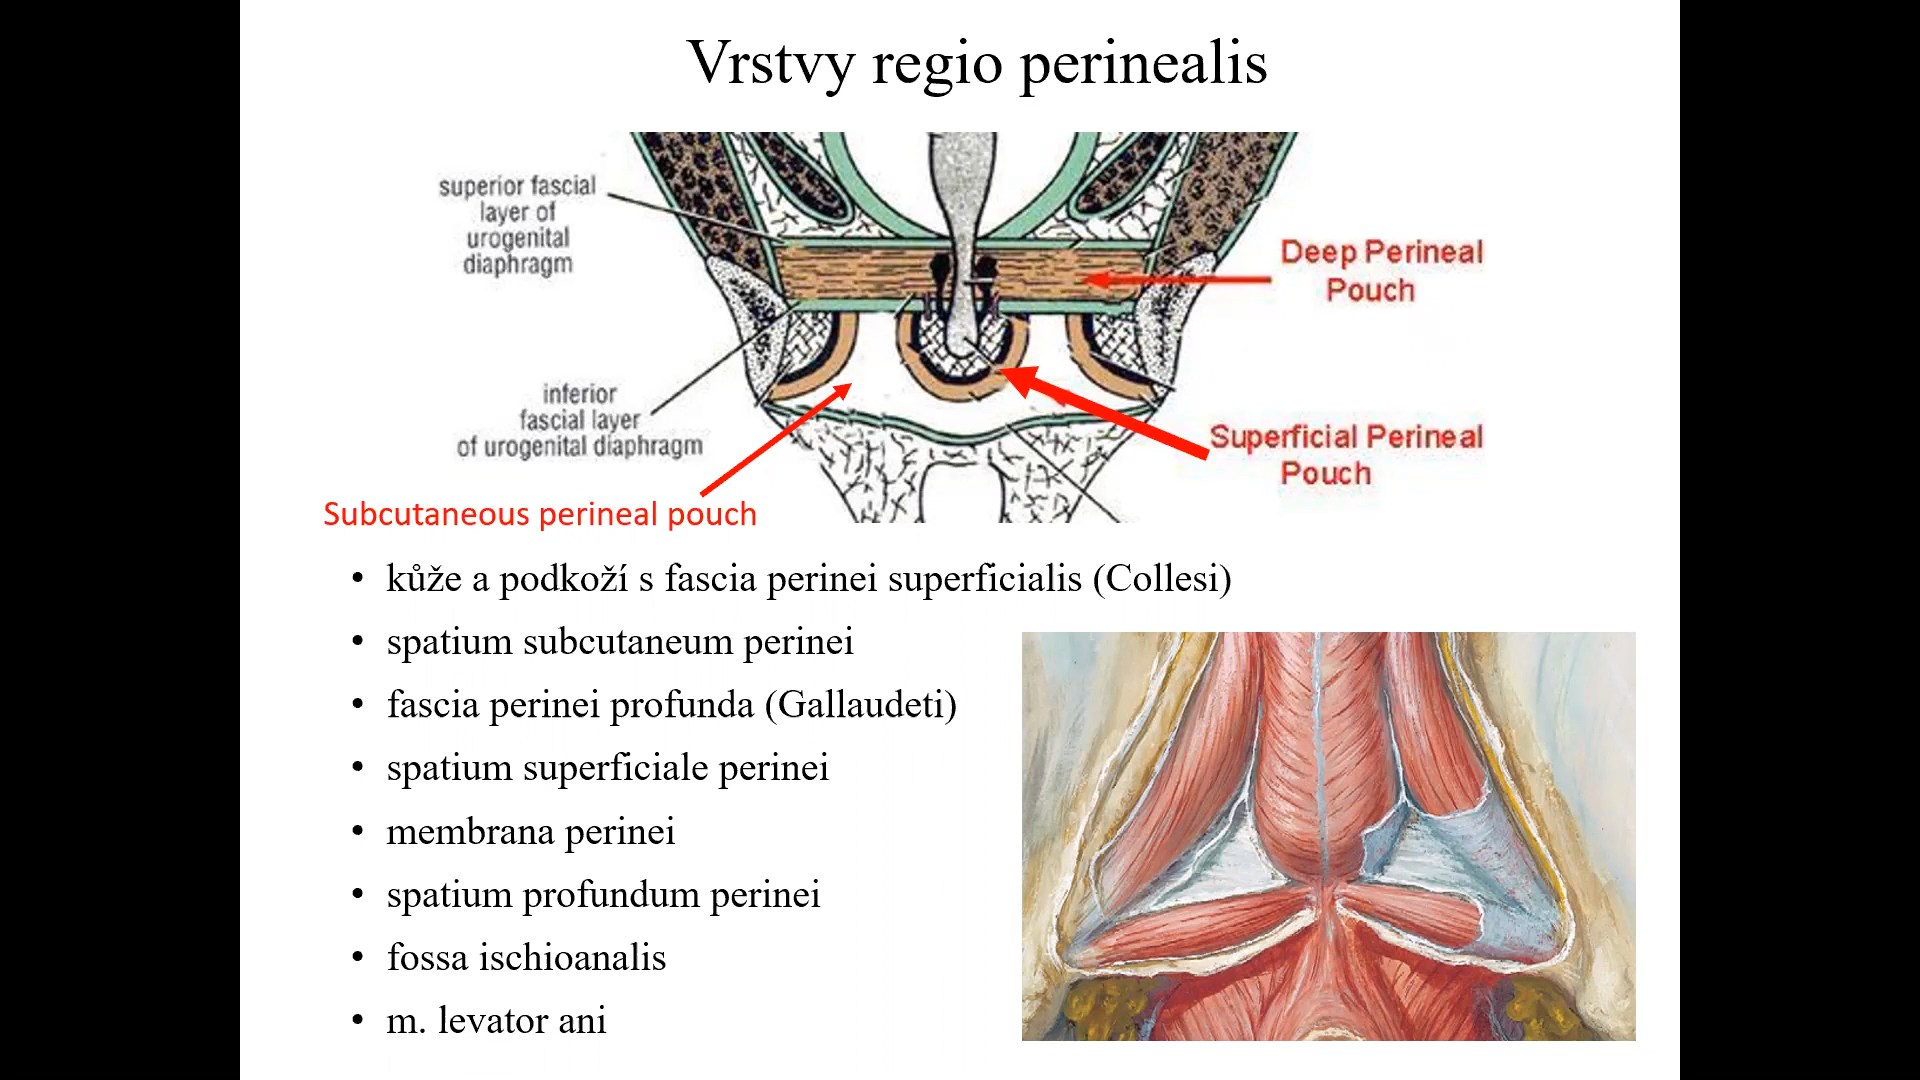 Vrstvy regio perinealis
superior fascial
layer of
urogenital
diaphragm
Deep Perineal
Pouch
inferior
fascial layer
of urogenital diaphragm
Superficial Perineal
Pouch
Subcutaneous perineal pouch
• kůže a podkoží s fascia perinei superficialis (Collesi)
• spatium subcutaneum perinei
• fascia perinei profunda (Gallaudeti)
• spatium superficiale perinei
• membrana perinei
• spatium profundum perinei
• fossa ischioanalis
• m. levator ani